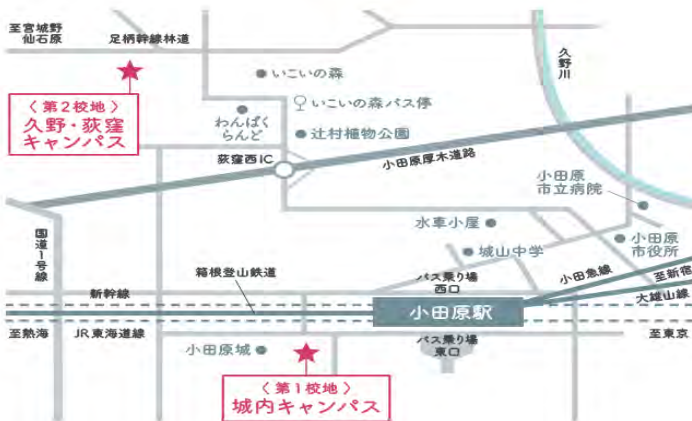 至宮城野
仙石原
足柄幹線林道
久野川
いこいの森
〈第2校地〉
久野・荻窪
キャンパス
わんぱく
らんど
いこいの森バス停
辻村植物公園
荻窪西IC
小田原厚木道路
小田原
市立病院
国道1号線
水車小屋
城山中学
小田原
市役所
箱根登山鉄道
バス乗り場
西口
小田急線
至新宿
新幹線
大雄山線
小田原駅
至熱海
JR東海道線
小田原城
バス乗り場
東口
至東京
〈第1校地〉
城内キャンパス